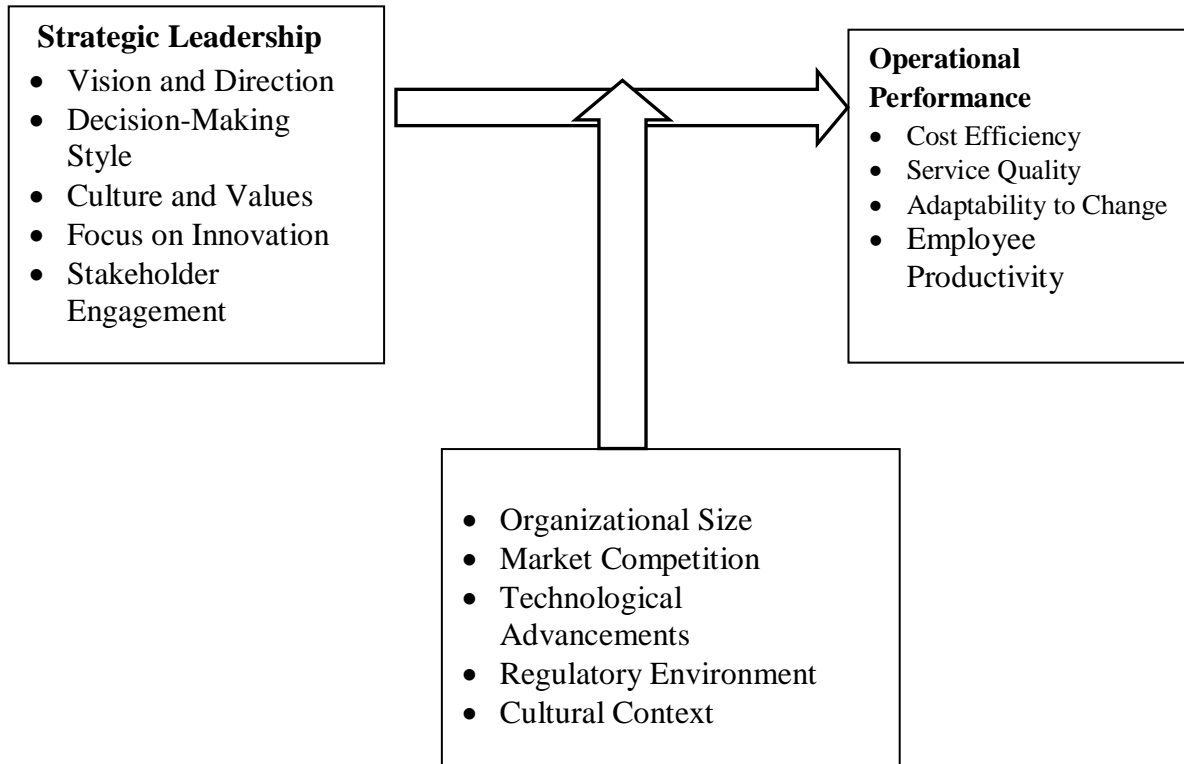 Strategic Leadership
• Vision and Direction
• Decision-Making
Style
• Culture and Values
• Focus on Innovation
• Stakeholder
Engagement
Operational
Performance
• Cost Efficiency
• Service Quality
• Adaptability to Change
• Employee
Productivity
• Organizational Size
• Market Competition
• Technological
Advancements
• Regulatory Environment
• Cultural Context